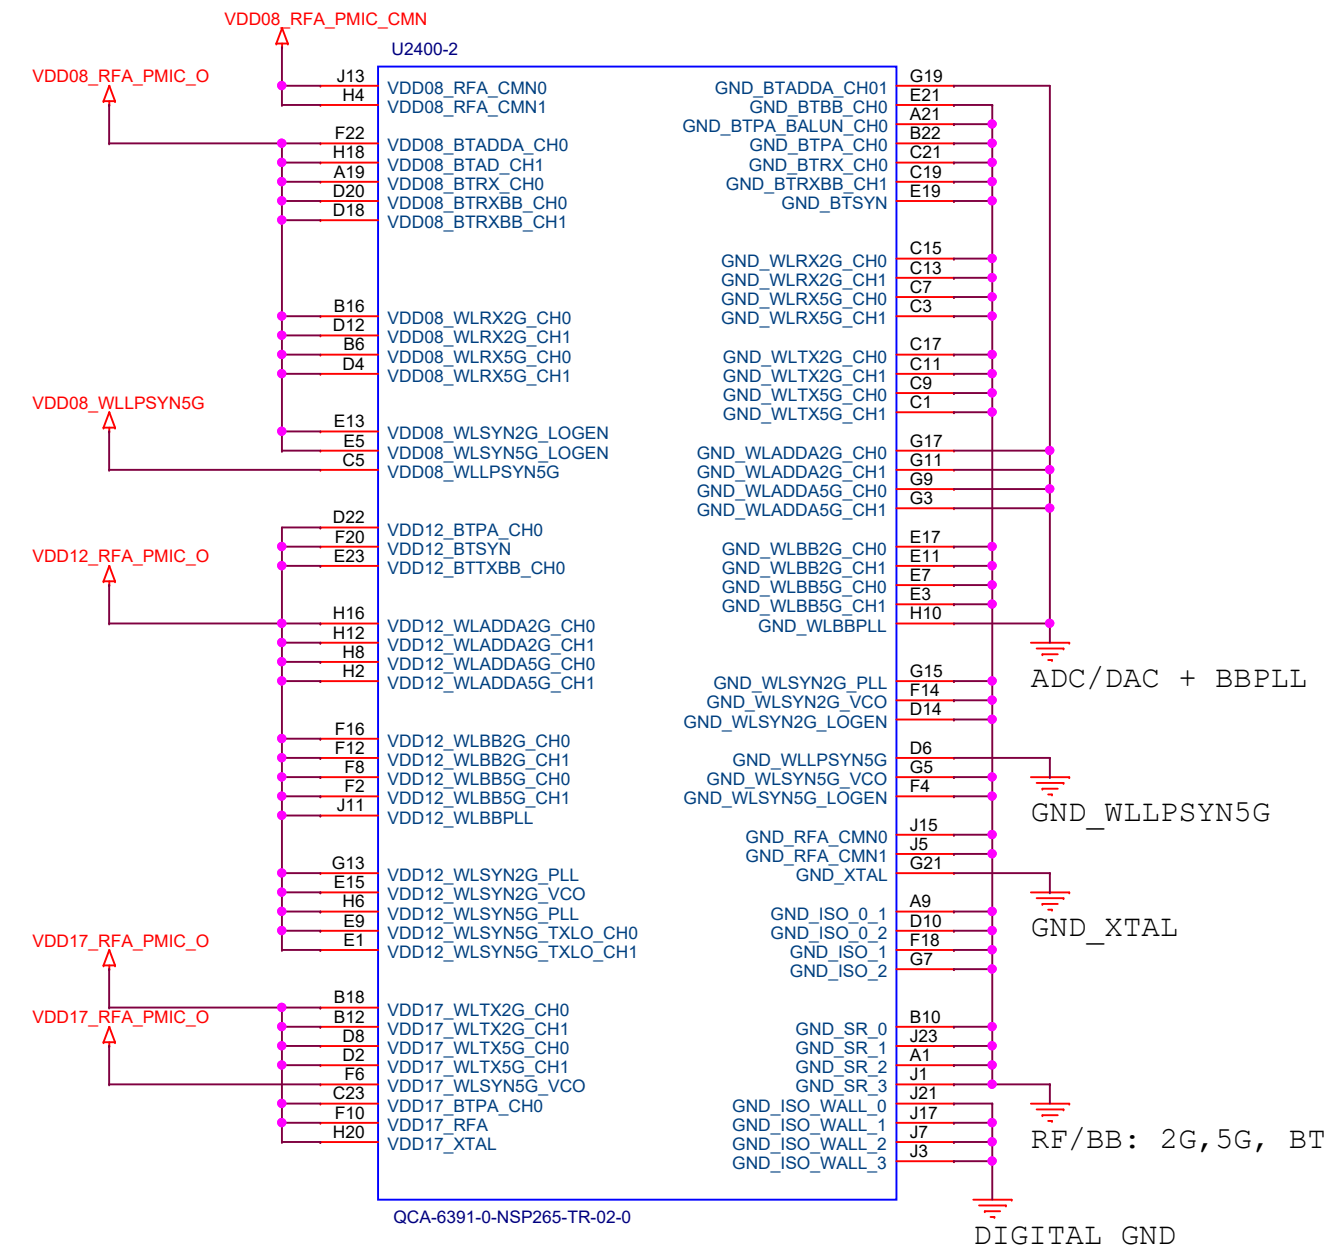 VDD08_RFA_PMIC_CMN
U2400-2
VDD08_RFA_PMIC_O
J13 VDD08_RFA_CMN0
H4 VDD08_RFA_CMN1
F22 VDD08_BTADDA_CH0
H18 VDD08_BTAD_CH1
A19 VDD08_BTRX_CH0
D20 VDD08_BTRXBB_CH0
D18 VDD08_BTRXBB_CH1
B16 VDD08_WLRX2G_CH0
D12 VDD08_WLRX2G_CH1
B6 VDD08_WLRX5G_CH0
D4 VDD08_WLRX5G_CH1
VDD08_WLLPSYN5G
E13 VDD08_WLSYN2G_LOGEN
E5 VDD08_WLSYN5G_LOGEN
C5 VDD08_WLLPSYN5G
D22 VDD12_BTPA_CH0
F20 VDD12_BTSYN
E23 VDD12_BTTXBB_CH0
VDD12_RFA_PMIC_O
H16 VDD12_WLADDA2G_CH0
H12 VDD12_WLADDA2G_CH1
H8 VDD12_WLADDA5G_CH0
H2 VDD12_WLADDA5G_CH1
F16 VDD12_WLBB2G_CH0
F12 VDD12_WLBB2G_CH1
F8 VDD12_WLBB5G_CH0
F2 VDD12_WLBB5G_CH1
J11 VDD12_WLBBPLL
G13 VDD12_WLSYN2G_PLL
E15 VDD12_WLSYN2G_VCO
H6 VDD12_WLSYN5G_PLL
E9 VDD12_WLSYN5G_TXLO_CH0
E1 VDD12_WLSYN5G_TXLO_CH1
VDD17_RFA_PMIC_O
B18 VDD17_WLTX2G_CH0
VDD17_RFA_PMIC_O
B12 VDD17_WLTX2G_CH1
D8 VDD17_WLTX5G_CH0
D2 VDD17_WLTX5G_CH1
F6 VDD17_WLSYN5G_VCO
C23 VDD17_BTPA_CH0
F10 VDD17_RFA
H20 VDD17_XTAL
GND_BTADDA_CH01 G19
GND_BTBB_CH0 E21
GND_BTPA_BALUN_CH0 A21
GND_BTPA_CH0 B22
GND_BTRX_CH0 C21
GND_BTRXBB_CH1 C19
GND_BTSYN E19
GND_WLRX2G_CH0 C15
GND_WLRX2G_CH1 C13
GND_WLRX5G_CH0 C7
GND_WLRX5G_CH1 C3
GND_WLTX2G_CH0 C17
GND_WLTX2G_CH1 C11
GND_WLTX5G_CH0 C9
GND_WLTX5G_CH1 C1
GND_WLADDA2G_CH0 G17
GND_WLADDA2G_CH1 G11
GND_WLADDA5G_CH0 G9
GND_WLADDA5G_CH1 G3
GND_WLBB2G_CH0 E17
GND_WLBB2G_CH1 E11
GND_WLBB5G_CH0 E7
GND_WLBB5G_CH1 E3
GND_WLBBPLL H10
ADC/DAC + BBPLL
GND_WLSYN2G_PLL G15
GND_WLSYN2G_VCO F14
GND_WLSYN2G_LOGEN D14
GND_WLLPSYN5G D6
GND_WLSYN5G_VCO G5
GND_WLSYN5G_LOGEN F4
GND_WLLPSYN5G
GND_RFA_CMN0 J15
GND_RFA_CMN1 J5
GND_XTAL G21
GND_ISO_0_1 A9
GND_ISO_0_2 D10
GND_XTAL
GND_ISO_1 F18
GND_ISO_2 G7
GND_SR_0 B10
GND_SR_1 J23
GND_SR_2 A1
GND_SR_3 J1
GND_ISO_WALL_0 J21
GND_ISO_WALL_1 J17
GND_ISO_WALL_2 J7
GND_ISO_WALL_3 J3
RF/BB: 2G,5G, BT
QCA-6391-0-NSP265-TR-02-0
DIGITAL GND